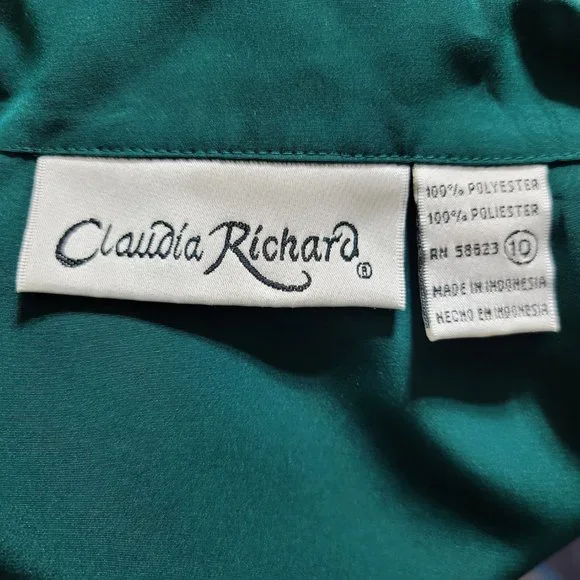 Claudia Richard ®
100% POLYESTER
100% POLIESTER
RN 58823 10
MADE IN INDONESIA
HECHO EN INDONESIA